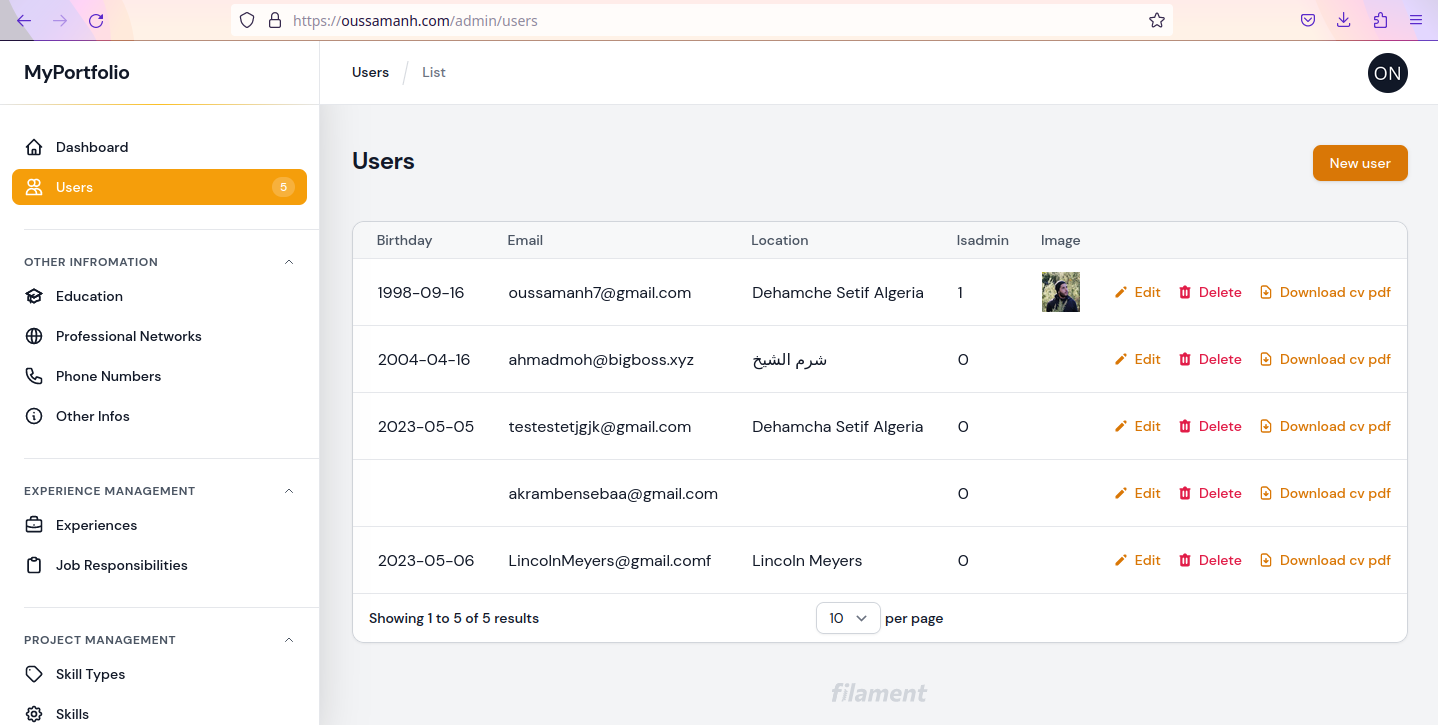 https://oussamanh.com/admin/users
MyPortfolio
Users / List
ON
Dashboard
Users 5
OTHER INFROMATION
Education
Professional Networks
Phone Numbers
Other Infos
EXPERIENCE MANAGEMENT
Experiences
Job Responsibilities
PROJECT MANAGEMENT
Skill Types
Skills
Users
New user
Birthday Email Location Isadmin Image
1998-09-16 oussamanh7@gmail.com Dehamche Setif Algeria 1 Edit Delete Download cv pdf
2004-04-16 ahmadmoh@bigboss.xyz شرم الشيخ 0 Edit Delete Download cv pdf
2023-05-05 testestetjgjk@gmail.com Dehamcha Setif Algeria 0 Edit Delete Download cv pdf
akrambensebaa@gmail.com 0 Edit Delete Download cv pdf
2023-05-06 LincolnMeyers@gmail.comf Lincoln Meyers 0 Edit Delete Download cv pdf
Showing 1 to 5 of 5 results 10 per page
filament